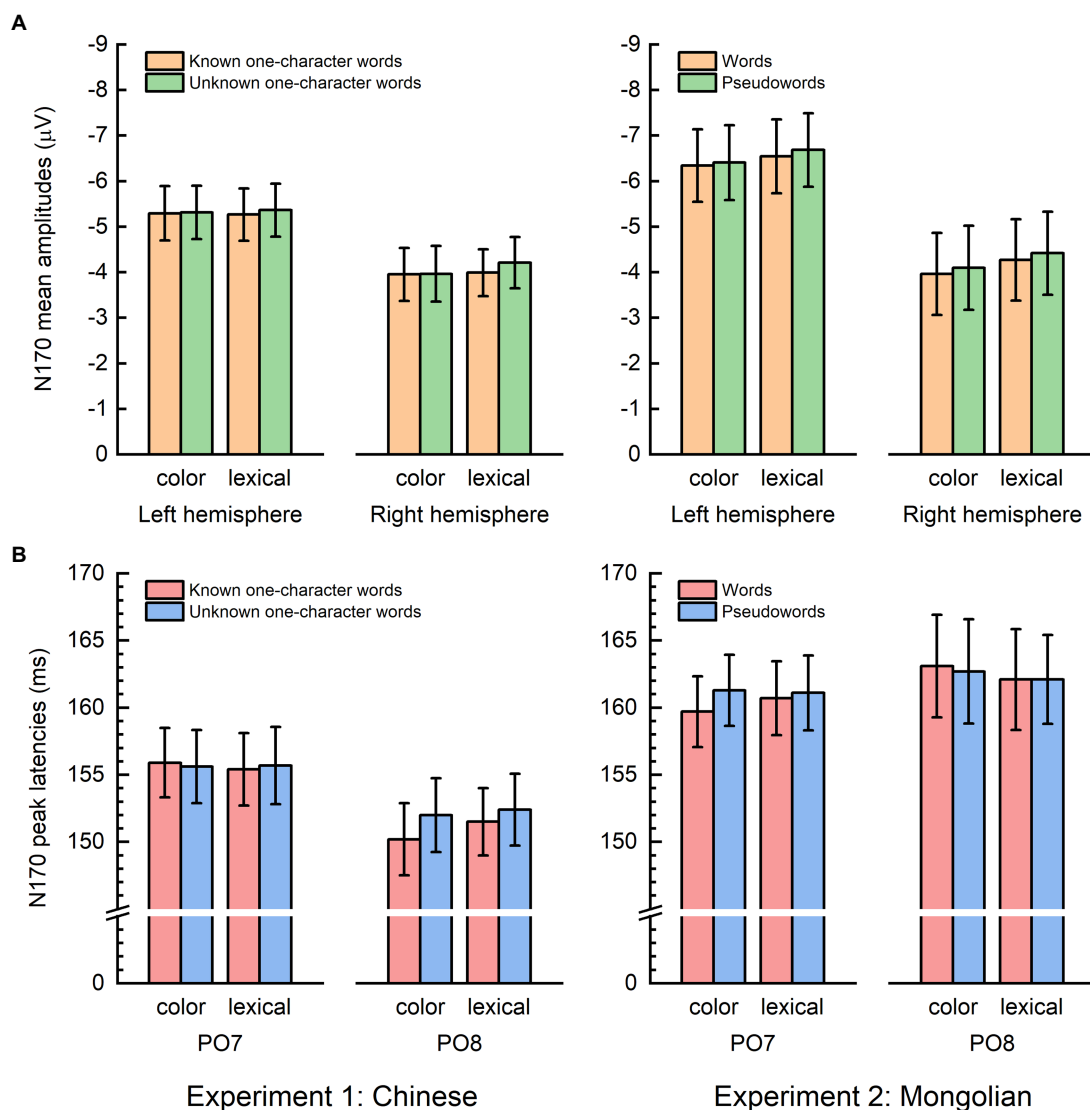 A
N170 mean amplitudes (μV)
-9
-8
-7
-6
-5
-4
-3
-2
-1
0
Known one-character words
Unknown one-character words
color lexical
Left hemisphere
color lexical
Right hemisphere
-9
-8
-7
-6
-5
-4
-3
-2
-1
0
Words
Pseudowords
color lexical
Left hemisphere
color lexical
Right hemisphere
B
N170 peak latencies (ms)
170
165
160
155
150
0
Known one-character words
Unknown one-character words
color lexical
PO7
color lexical
PO8
170
165
160
155
150
0
Words
Pseudowords
color lexical
PO7
color lexical
PO8
Experiment 1: Chinese
Experiment 2: Mongolian